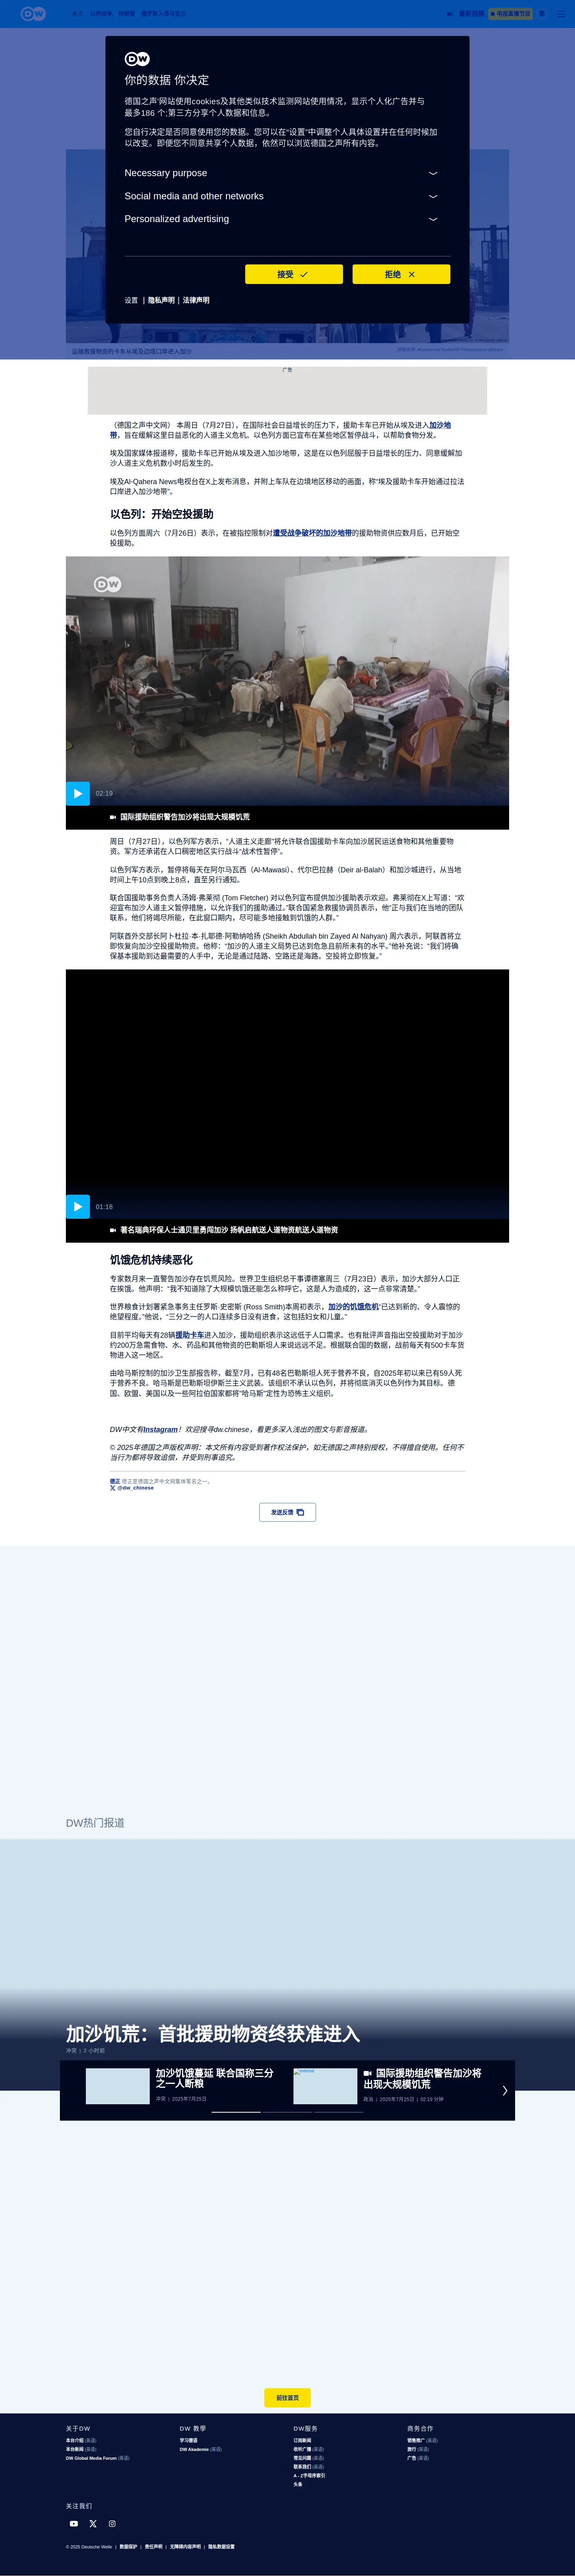 DW
焦点 以色战争 特朗普 俄罗斯入侵乌克兰
最新视频 电视直播节目
DW
你的数据 你决定
德国之声'网站使用cookies及其他类似技术监测网站使用情况，显示个人化广告并与
最多186 个;第三方分享个人数据和信息。
您自行决定是否同意使用您的数据。您可以在“设置”中调整个人具体设置并在任何时候加
以改变。即便您不同意共享个人数据，依然可以浏览德国之声所有内容。
Necessary purpose
Social media and other networks
Personalized advertising
接受
拒绝
设置 | 隐私声明 | 法律声明
运输救援物资的卡车从埃及边境口岸进入加沙
广告
（德国之声中文网） 本周日（7月27日），在国际社会日益增长的压力下，援助卡车已开始从埃及进入加沙地
带，旨在缓解这里日益恶化的人道主义危机。以色列方面已宣布在某些地区暂停战斗，以帮助食物分发。
埃及国家媒体报道称，援助卡车已开始从埃及进入加沙地带，这是在以色列屈服于日益增长的压力、同意缓解加
沙人道主义危机数小时后发生的。
埃及Al-Qahera News电视台在X上发布消息，并附上车队在边境地区移动的画面，称“埃及援助卡车开始通过拉法
口岸进入加沙地带”。
以色列：开始空投援助
以色列方面周六（7月26日）表示，在被指控限制对遭受战争破坏的加沙地带的援助物资供应数月后，已开始空
投援助。
DW
02:19
国际援助组织警告加沙将出现大规模饥荒
周日（7月27日），以色列军方表示，“人道主义走廊”将允许联合国援助卡车向加沙居民运送食物和其他重要物
资。军方还承诺在人口稠密地区实行战斗“战术性暂停”。
以色列军方表示，暂停将每天在阿尔马瓦西（Al-Mawasi）、代尔巴拉赫（Deir al-Balah）和加沙城进行，从当地
时间上午10点到晚上8点，直至另行通知。
联合国援助事务负责人汤姆·弗莱彻 (Tom Fletcher) 对以色列宣布提供加沙援助表示欢迎。弗莱彻在X上写道：“欢
迎宣布加沙人道主义暂停措施，以允许我们的援助通过。”联合国紧急救援协调员表示，他“正与我们在当地的团队
联系，他们将竭尽所能，在此窗口期内，尽可能多地接触到饥饿的人群。”
阿联酋外交部长阿卜杜拉·本·扎耶德·阿勒纳哈扬 (Sheikh Abdullah bin Zayed Al Nahyan) 周六表示，阿联酋将立
即恢复向加沙空投援助物资。他称：“加沙的人道主义局势已达到危急且前所未有的水平。”他补充说：“我们将确
保基本援助到达最需要的人手中，无论是通过陆路、空路还是海路。空投将立即恢复。”
01:18
著名瑞典环保人士通贝里勇闯加沙 扬帆启航送人道物资航送人道物资
饥饿危机持续恶化
专家数月来一直警告加沙存在饥荒风险。世界卫生组织总干事谭德塞周三（7月23日）表示，加沙大部分人口正
在挨饿。他声明：“我不知道除了大规模饥饿还能怎么称呼它，这是人为造成的，这一点非常清楚。”
世界粮食计划署紧急事务主任罗斯·史密斯 (Ross Smith)本周初表示，加沙的饥饿危机“已达到新的、令人震惊的
绝望程度。”他说，“三分之一的人口连续多日没有进食，这包括妇女和儿童。”
目前平均每天有28辆援助卡车进入加沙，援助组织表示这远低于人口需求。也有批评声音指出空投援助对于加沙
约200万急需食物、水、药品和其他物资的巴勒斯坦人来说远远不足。根据联合国的数据，战前每天有500卡车货
物进入这一地区。
由哈马斯控制的加沙卫生部报告称，截至7月，已有48名巴勒斯坦人死于营养不良，自2025年初以来已有59人死
于营养不良。哈马斯是巴勒斯坦伊斯兰主义武装。该组织不承认以色列，并将彻底消灭以色列作为其目标。德
国、欧盟、美国以及一些阿拉伯国家都将“哈马斯”定性为恐怖主义组织。
DW中文有Instagram！欢迎搜寻dw.chinese，看更多深入浅出的图文与影音报道。
© 2025年德国之声版权声明：本文所有内容受到著作权法保护，如无德国之声特别授权，不得擅自使用。任何不
当行为都将导致追偿，并受到刑事追究。
德正 德正是德国之声中文网集体笔名之一。
@dw_chinese
发送反馈
DW热门报道
加沙饥荒：首批援助物资终获准进入
冲突 | 2 小时前
加沙饥饿蔓延 联合国称三分
之一人断粮
冲突 | 2025年7月25日
国际援助组织警告加沙将
出现大规模饥荒
政治 | 2025年7月25日 | 02:19 分钟
前往首页
关于DW
本台介绍 (英语)
本台新闻 (英语)
DW Global Media Forum (英语)
DW 教學
学习德语
DW Akademie (英语)
DW服务
订阅新闻
收听广播 (英语)
常见问题 (英语)
联系我们 (英语)
A - Z字母序索引
头条
商务合作
销售推广 (英语)
旅行 (英语)
广告 (英语)
关注我们
© 2025 Deutsche Welle | 数据保护 | 责任声明 | 无障碍内容声明 | 隐私数据设置